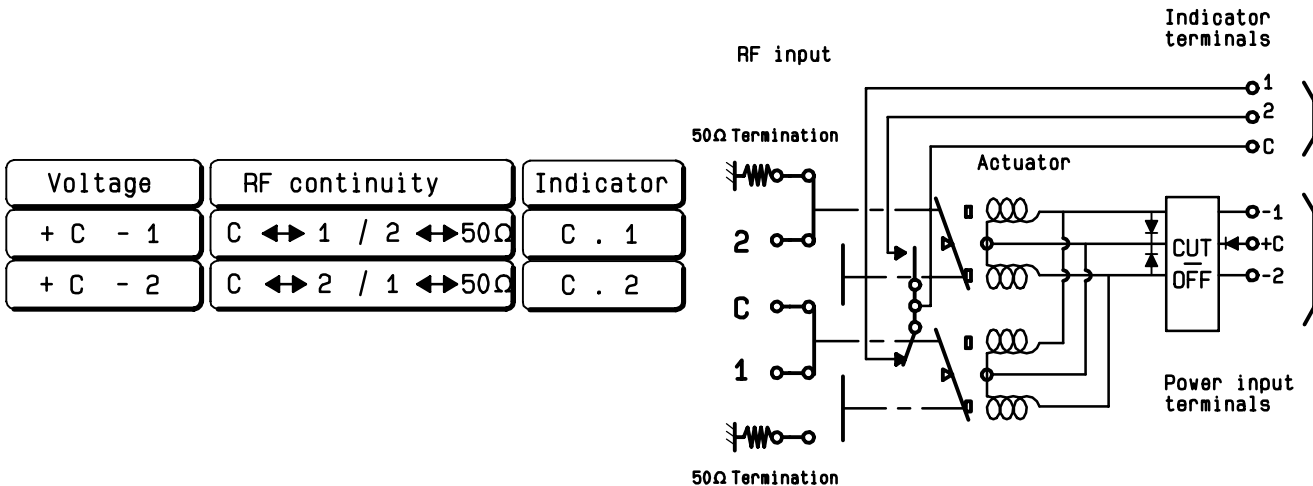 Voltage RF continuity Indicator
+ C - 1 C ◄► 1 / 2 ◄► 50Ω C . 1
+ C - 2 C ◄► 2 / 1 ◄► 50Ω C . 2
Indicator
terminals
RF input
1
2
C
50Ω Termination
Actuator
2
-1
+C
-2
CUT
OFF
C
1
Power input
terminals
50Ω Termination